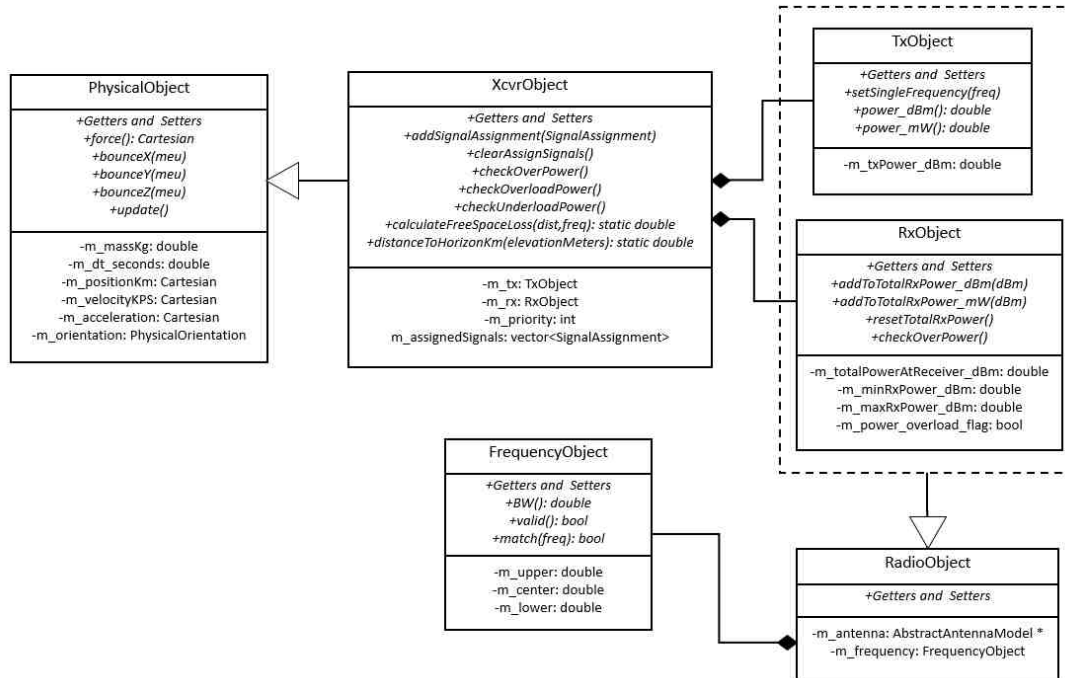 PhysicalObject
+Getters and Setters
+force(): Cartesian
+bounceX(meu)
+bounceY(meu)
+bounceZ(meu)
+update()
-m_massKg: double
-m_dt_seconds: double
-m_positionKm: Cartesian
-m_velocityKPS: Cartesian
-m_acceleration: Cartesian
-m_orientation: PhysicalOrientation
XcvrObject
+Getters and Setters
+addSignalAssignment(SignalAssignment)
+clearAssignSignals()
+checkOverPower()
+checkOverloadPower()
+checkUnderloadPower()
+calculateFreeSpaceLoss(dist,freq): static double
+distanceToHorizonKm(elevationMeters): static double
-m_tx: TxObject
-m_rx: RxObject
-m_priority: int
m_assignedSignals: vector<SignalAssignment>
TxObject
+Getters and Setters
+setSingleFrequency(freq)
+power_dBm(): double
+power_mW(): double
-m_txPower_dBm: double
RxObject
+Getters and Setters
+addToTotalRxPower_dBm(dBm)
+addToTotalRxPower_mW(dBm)
+resetTotalRxPower()
+checkOverPower()
-m_totalPowerAtReceiver_dBm: double
-m_minRxPower_dBm: double
-m_maxRxPower_dBm: double
-m_power_overload_flag: bool
FrequencyObject
+Getters and Setters
+BW(): double
+valid(): bool
+match(freq): bool
-m_upper: double
-m_center: double
-m_lower: double
RadioObject
+Getters and Setters
-m_antenna: AbstractAntennaModel *
-m_frequency: FrequencyObject